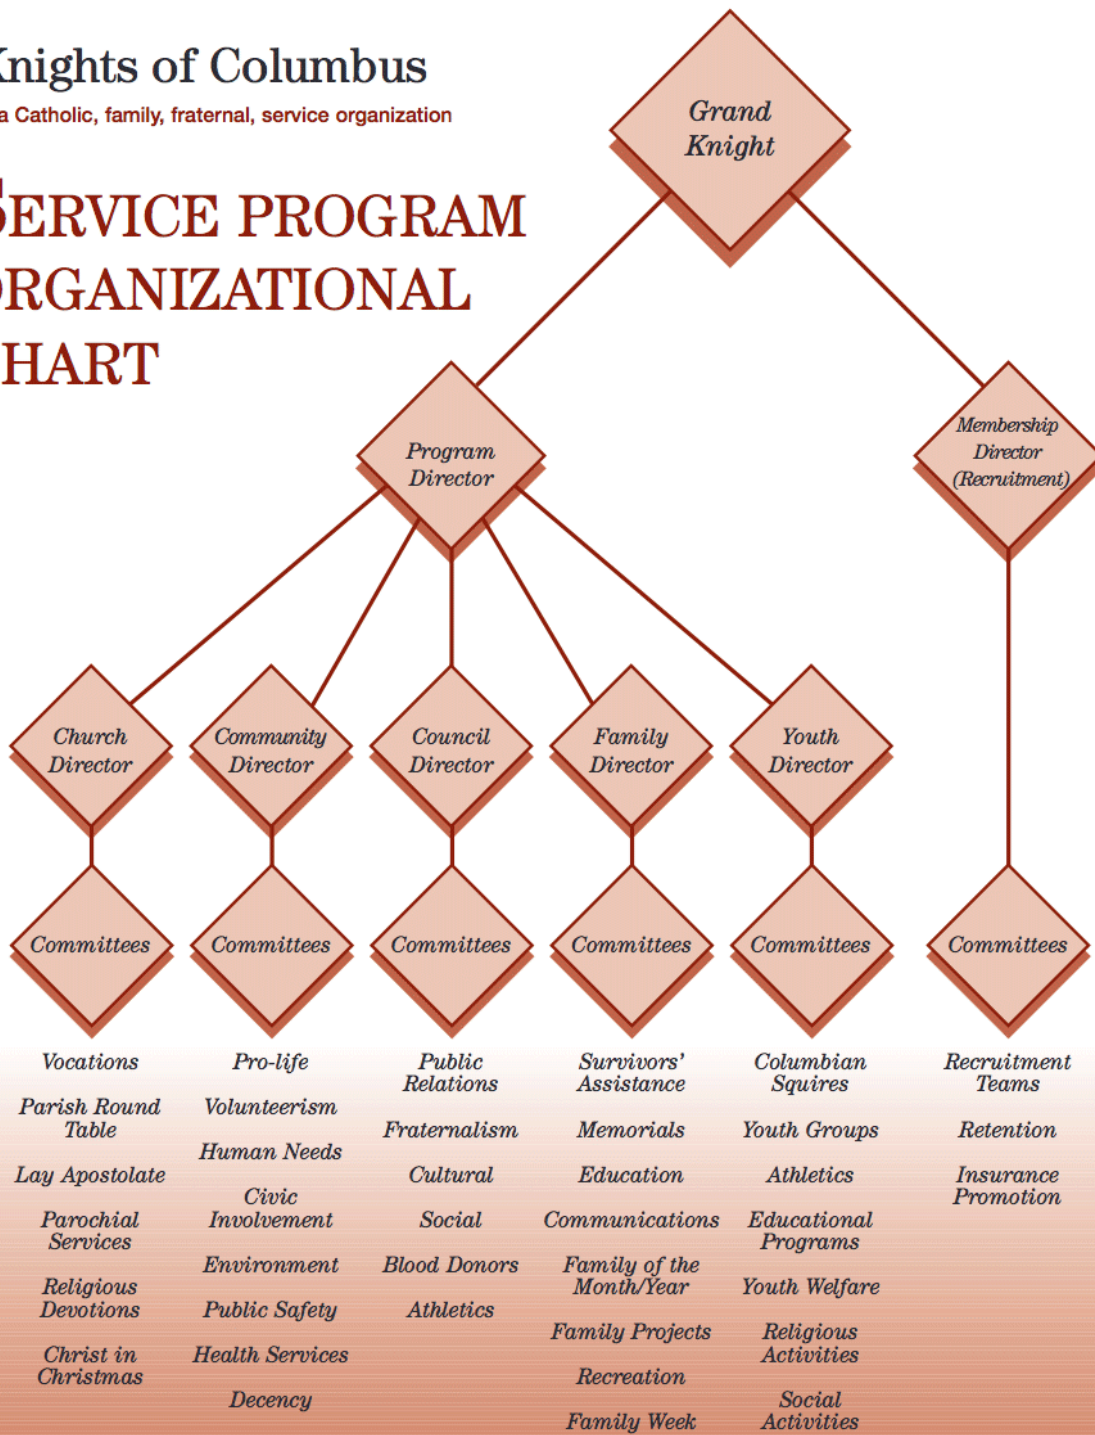 Knights of Columbus
a Catholic, family, fraternal, service organization
SERVICE PROGRAM
ORGANIZATIONAL
HART
Grand
Knight
Program
Director
Membership
Director
(Recruitment)
Church
Director
Community
Director
Council
Director
Family
Director
Youth
Director
Committees
Committees
Committees
Committees
Committees
Committees
Vocations
Parish Round
Table
Lay Apostolate
Parochial
Services
Religious
Devotions
Christ in
Christmas
Pro-life
Volunteerism
Human Needs
Civic
Involvement
Environment
Public Safety
Health Services
Decency
Public
Relations
Fraternalism
Cultural
Social
Blood Donors
Athletics
Survivors'
Assistance
Memorials
Education
Communications
Family of the
Month/Year
Family Projects
Recreation
Family Week
Columbian
Squires
Youth Groups
Athletics
Educational
Programs
Youth Welfare
Religious
Activities
Social
Activities
Recruitment
Teams
Retention
Insurance
Promotion